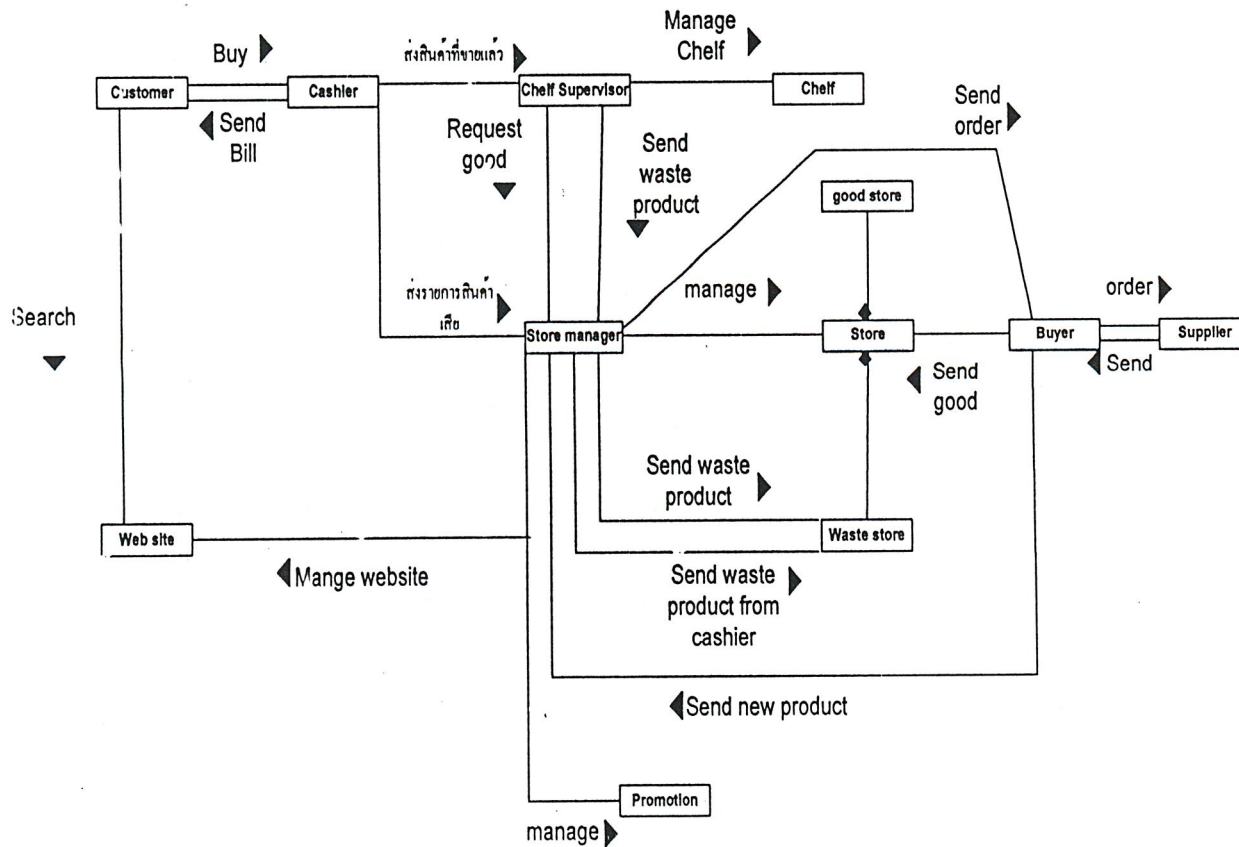 Manage
Chelf
Buy
ส่งสินค้าที่ขายแล้ว
Customer
Cashier
Chelf Supervisor
Chelf
Send
Bill
Request
good
Send
waste
product
Send
order
good store
ส่งรายการสินค้า
เสีย
manage
order
Search
Store manager
Store
Buyer
Supplier
Send
good
Send
Send waste
product
Web site
Waste store
Mange website
Send waste
product from
cashier
Send new product
Promotion
manage